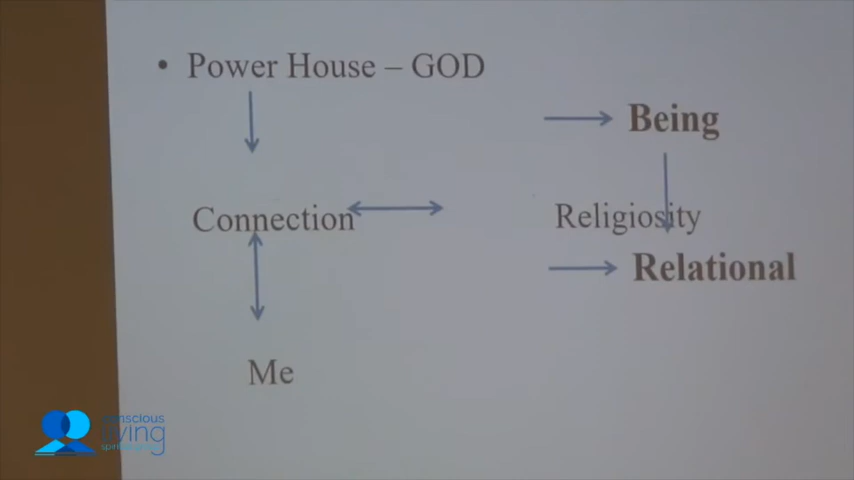 • Power House – GOD
Being
Connection
Religiosity
Relational
Me
conscious
living